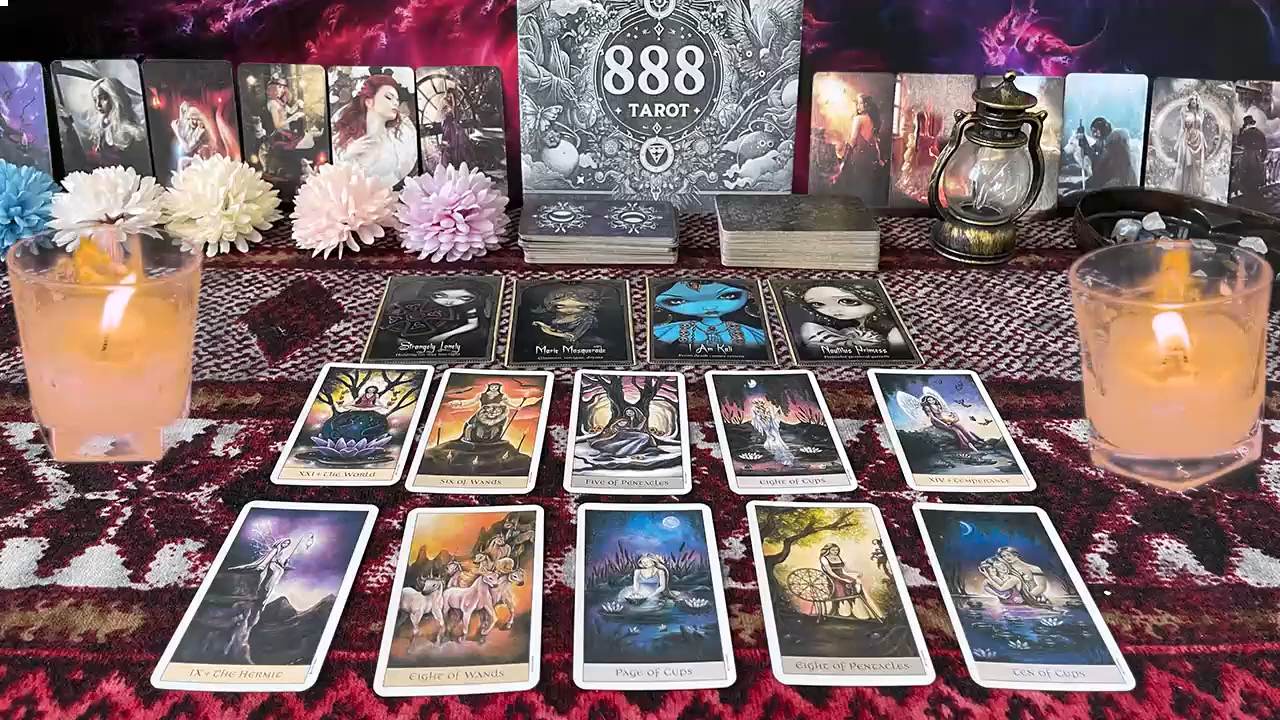 888
TAROT
Strangely Lonely
Marie Masquerade
I Am Kali
Nautilus Princess
XXI • The World
Six of Wands
Five of Pentacles
Eight of Cups
XIV • Temperance
IX • The Hermit
Eight of Wands
Page of Cups
Eight of Pentacles
Ten of Cups